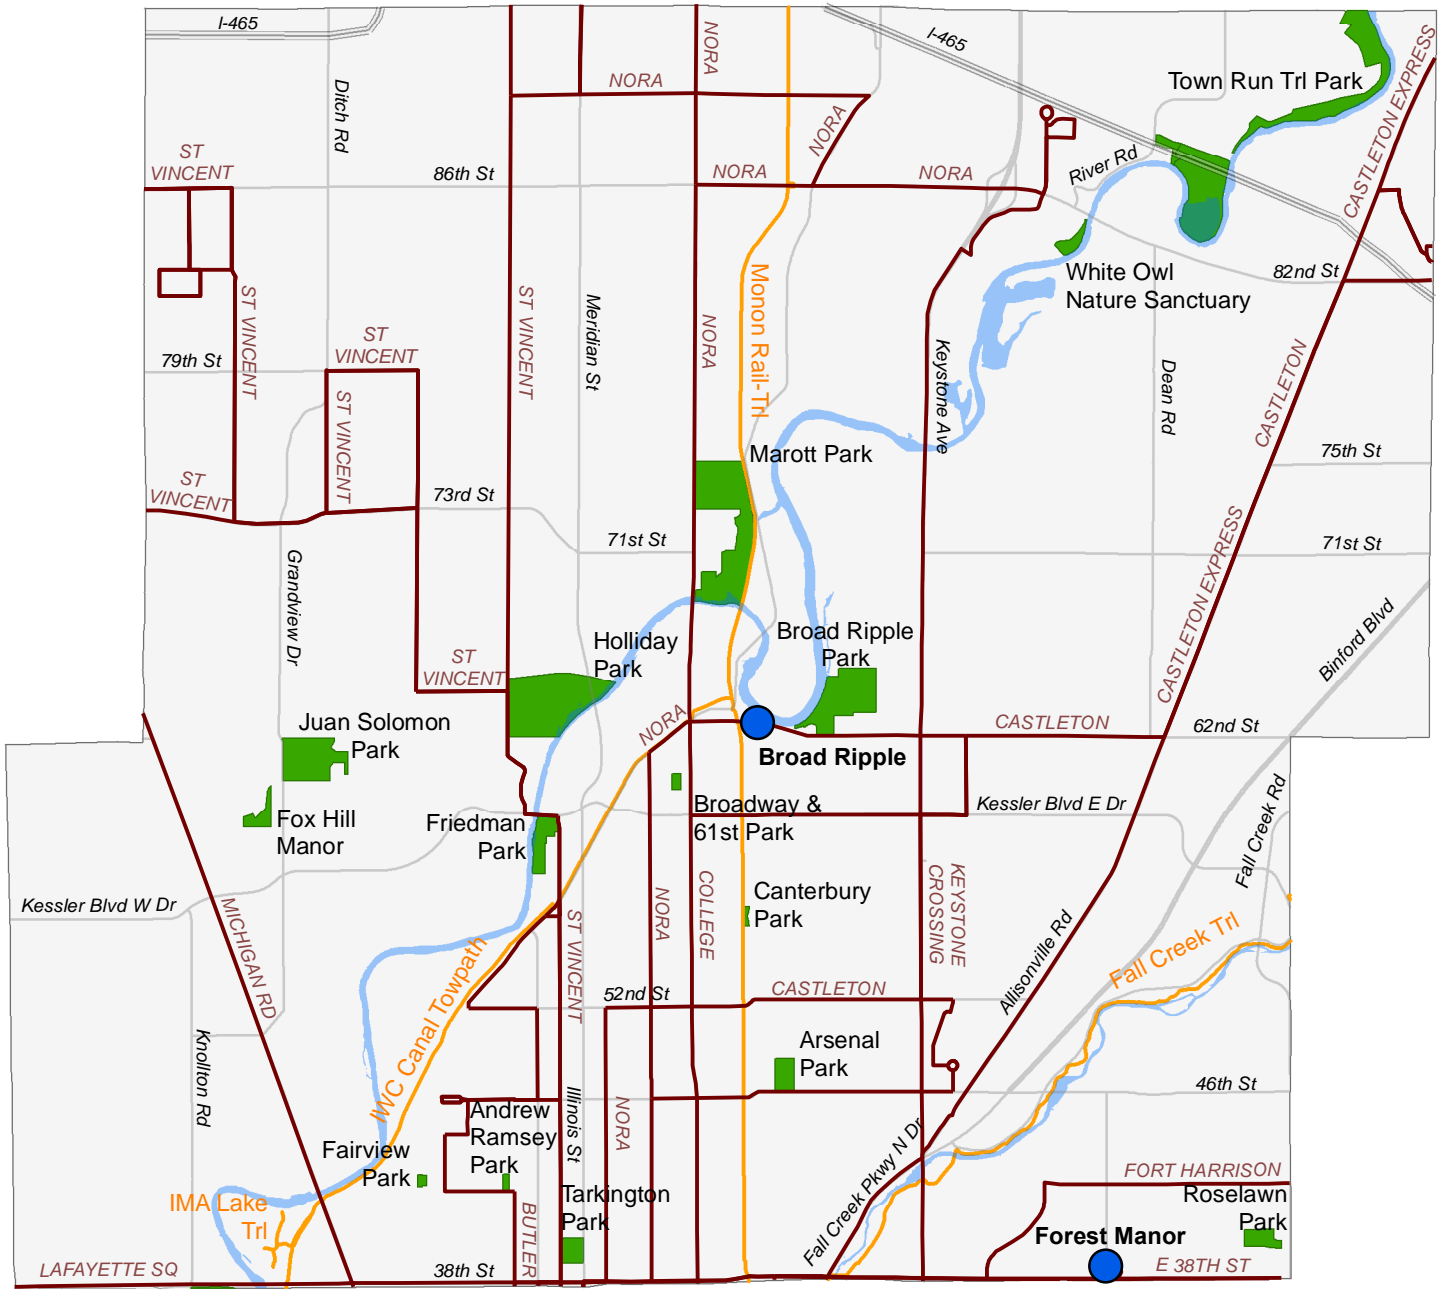 I-465
I-465
NORA
NORA
Town Run Trl Park
CASTLETON EXPRESS
Ditch Rd
NORA
ST
VINCENT
86th St
NORA
NORA
River Rd
82nd St
White Owl
Nature Sanctuary
ST VINCENT
ST VINCENT
Meridian St
NORA
Monon Rail-Trl
79th St
ST
VINCENT
Keystone Ave
Dean Rd
CASTLETON
ST VINCENT
Marott Park
75th St
ST
VINCENT
73rd St
71st St
71st St
CASTLETON EXPRESS
Grandview Dr
Holliday
Park
Broad Ripple
Park
Binford Blvd
ST
VINCENT
Juan Solomon
Park
NORA
CASTLETON
62nd St
Broad Ripple
Fox Hill
Manor
Friedman
Park
Broadway &
61st Park
Kessler Blvd E Dr
Fall Creek Rd
Kessler Blvd W Dr
MICHIGAN RD
ST VINCENT
NORA
COLLEGE
Canterbury
Park
KEYSTONE
CROSSING
Allisonville Rd
Fall Creek Trl
IWC Canal Towpath
52nd St
CASTLETON
Knollton Rd
Arsenal
Park
46th St
Illinois St
NORA
Andrew
Ramsey
Park
Fairview
Park
Fall Creek Pkwy N Dr
FORT HARRISON
IMA Lake
Trl
Tarkington
Park
Roselawn
Park
BUTLER
Forest Manor
LAFAYETTE SQ
38th St
E 38TH ST